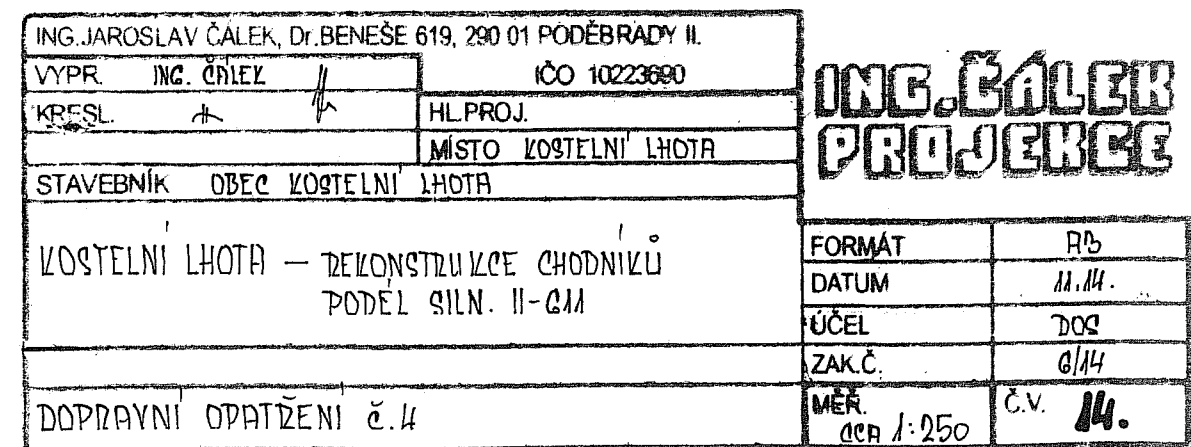 ING.JAROSLAV ČÁLEK, Dr.BENEŠE 619, 290 01 PODĚBRADY II.
VYPR. ING. ČÁLEK
IČO 10223690
KRESL.
HL.PROJ.
MÍSTO KOSTELNÍ LHOTA
STAVEBNÍK OBEC KOSTELNÍ LHOTA
ING.ČÁLEK
PROJEKCE
KOSTELNÍ LHOTA – REKONSTRUKCE CHODNÍKŮ
PODÉL SILN. II-611
FORMÁT
DATUM 11.14.
ÚČEL DOS
ZAK.Č. 6/14
DOPRAVNÍ OPATŘENÍ č.4
MĚŘ. CCA 1:250
Č.V. 14.